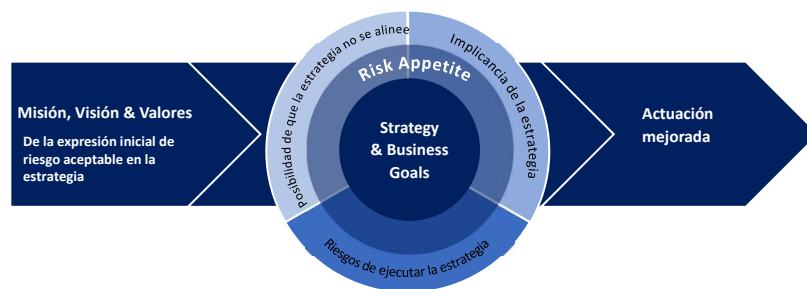 Misión, Visión & Valores
De la expresión inicial de
riesgo aceptable en la
estrategia
Posibilidad de que la estrategia no se alinee
Implicancia de la estrategia
Risk Appetite
Strategy
& Business
Goals
Riesgos de ejecutar la estrategia
Actuación
mejorada